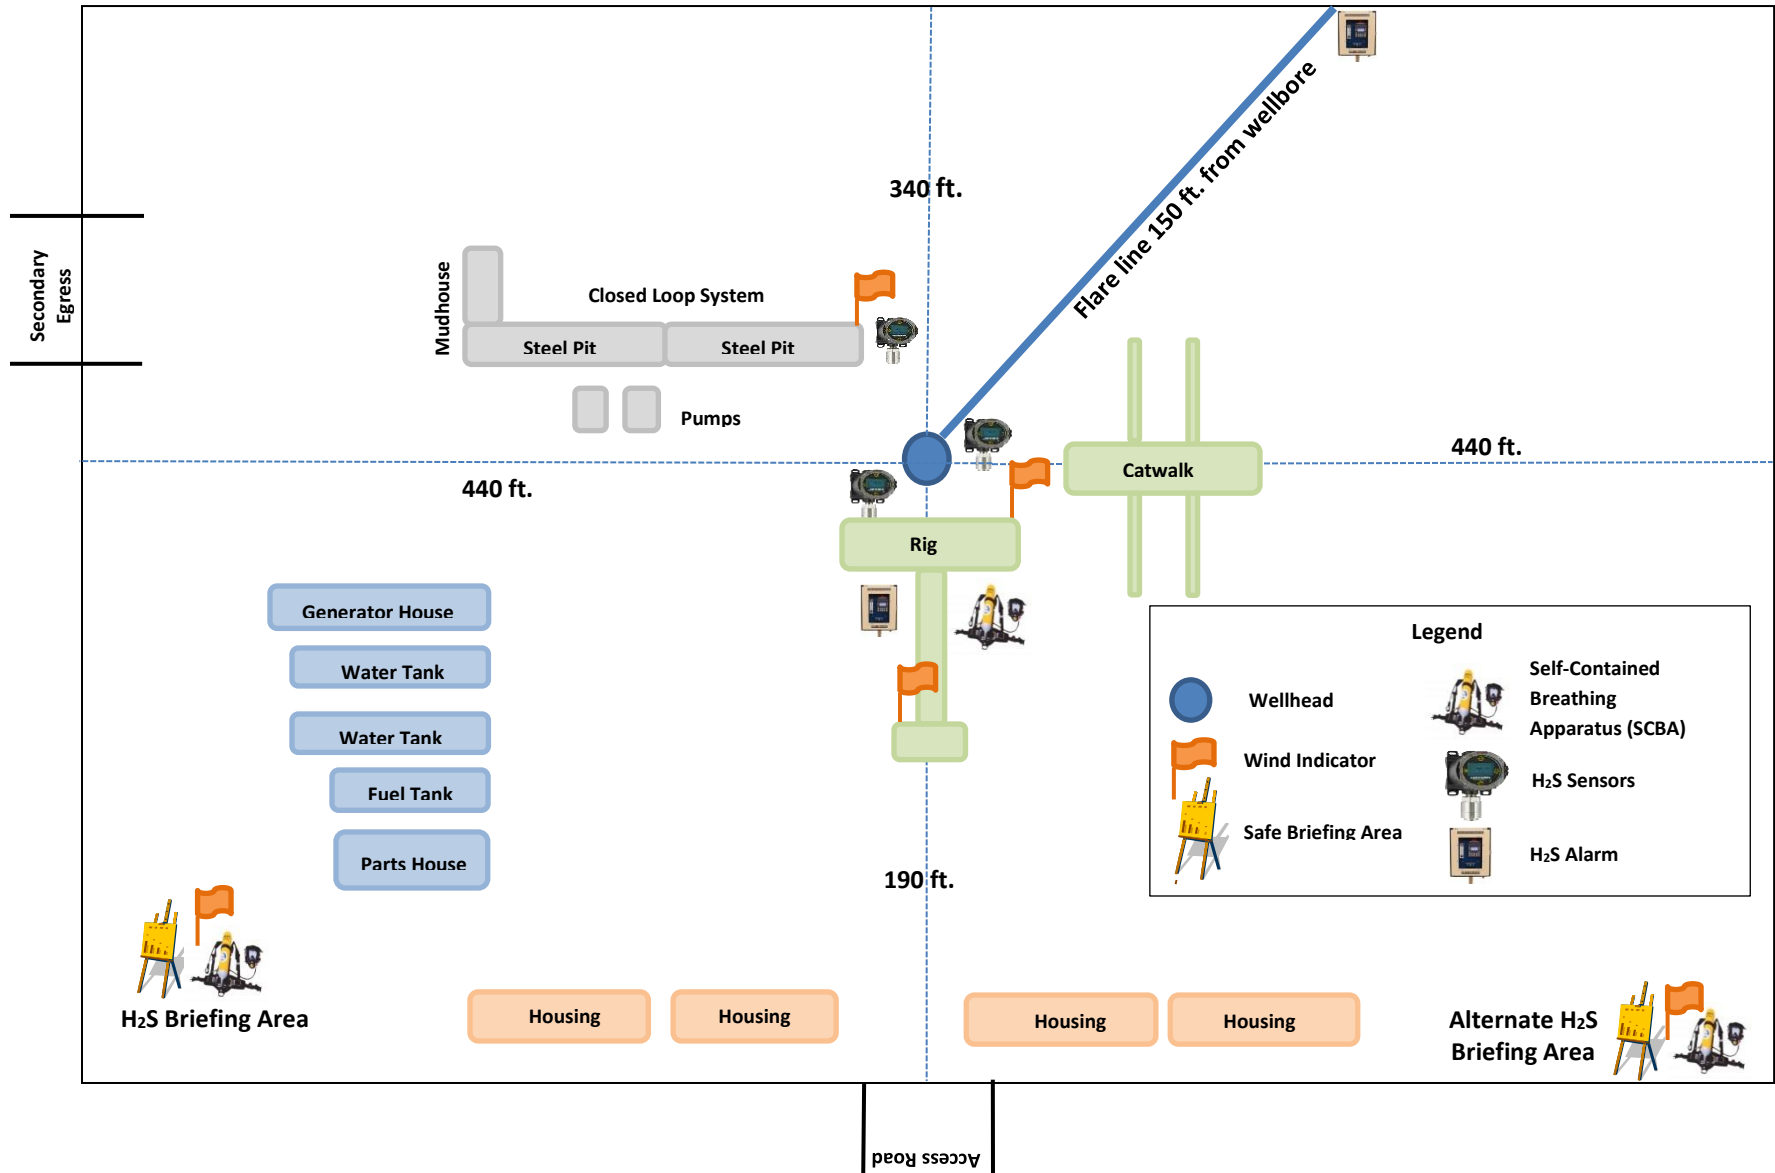 340 ft.
Flare line 150 ft. from wellbore
Secondary
Egress
Mudhouse
Closed Loop System
Steel Pit
Steel Pit
Pumps
440 ft.
Catwalk
440 ft.
Rig
Generator House
Water Tank
Water Tank
Fuel Tank
Parts House
190 ft.
Legend
Wellhead
Wind Indicator
Safe Briefing Area
Self-Contained
Breathing
Apparatus (SCBA)
H₂S Sensors
H₂S Alarm
H₂S Briefing Area
Housing
Housing
Housing
Housing
Alternate H₂S
Briefing Area
Access Road